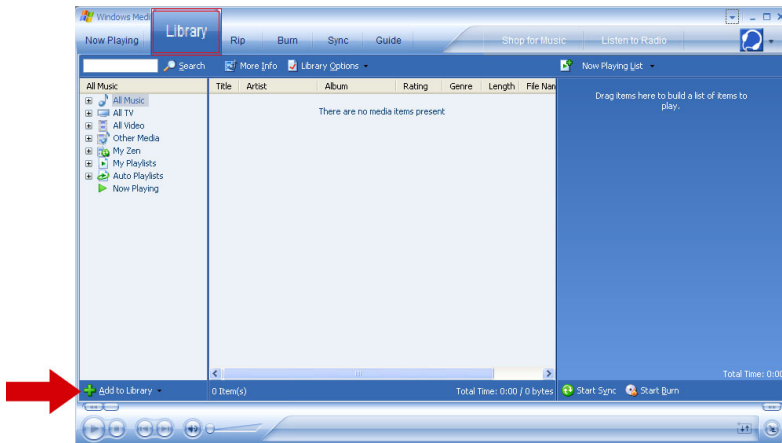 Windows Medi
Now Playing Library Rip Burn Sync Guide Shop for Music Listen to Radio
Search More Info Library Options Now Playing List
All Music Title Artist Album Rating Genre Length File Nan
All Music
All TV
All Video
Other Media
My Zen
My Playlists
Auto Playlists
Now Playing
There are no media items present
Drag items here to build a list of items to
play.
Total Time: 0:00
Add to Library 0 Item(s) Total Time: 0:00 / 0 bytes Start Sync Start Burn